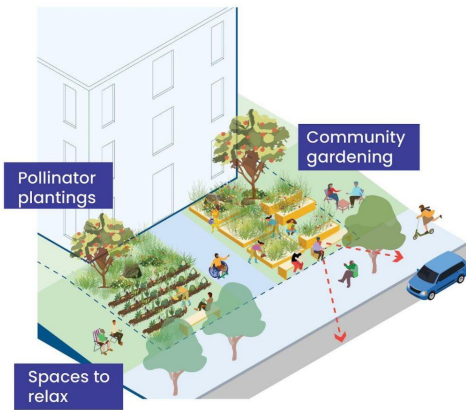 Community
gardening
Pollinator
plantings
Spaces to
relax